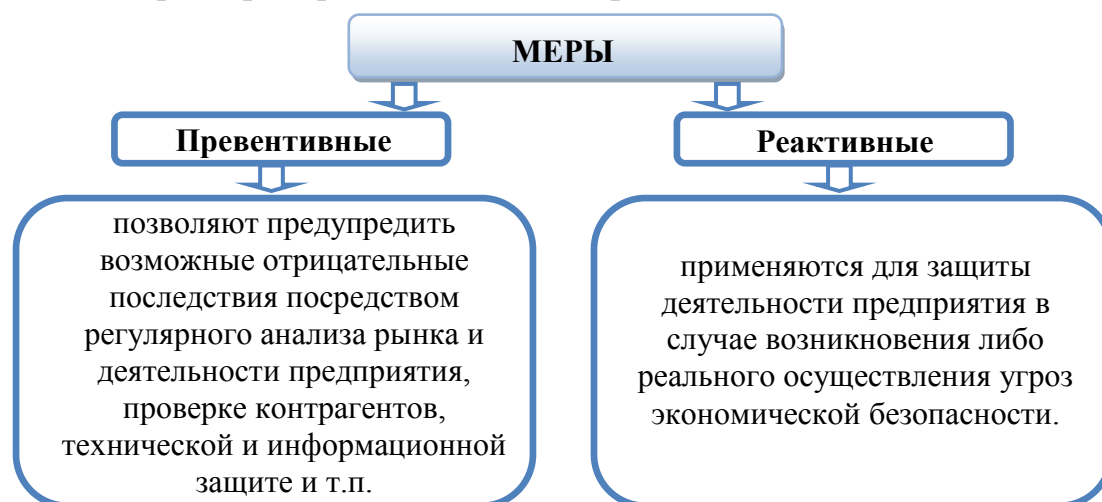 МЕРЫ
Превентивные
Реактивные
позволяют предупредить
возможные отрицательные
последствия посредством
регулярного анализа рынка и
деятельности предприятия,
проверке контрагентов,
технической и информационной
защите и т.п.
применяются для защиты
деятельности предприятия в
случае возникновения либо
реального осуществления угроз
экономической безопасности.